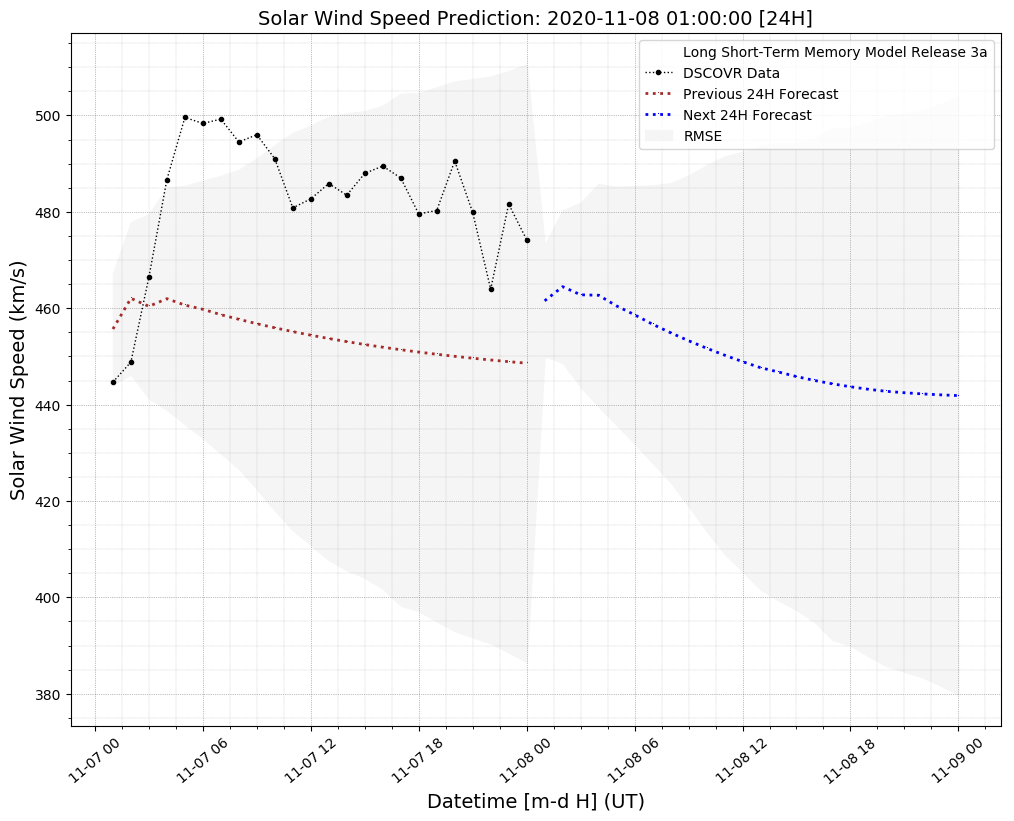 Solar Wind Speed Prediction: 2020-11-08 01:00:00 [24H]
Long Short-Term Memory Model Release 3a
DSCOVR Data
Previous 24H Forecast
Next 24H Forecast
RMSE
Solar Wind Speed (km/s)
500
480
460
440
420
400
380
11-07 00
11-07 06
11-07 12
11-07 18
11-08 00
11-08 06
11-08 12
11-08 18
11-09 00
Datetime [m-d H] (UT)